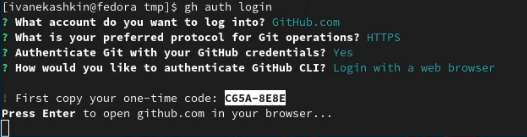 [ivanekashkin@fedora tmp]$ gh auth login
? What account do you want to log into? GitHub.com
? What is your preferred protocol for Git operations? HTTPS
? Authenticate Git with your GitHub credentials? Yes
? How would you like to authenticate GitHub CLI? Login with a web browser
! First copy your one-time code: C65A-8E8E
Press Enter to open github.com in your browser...